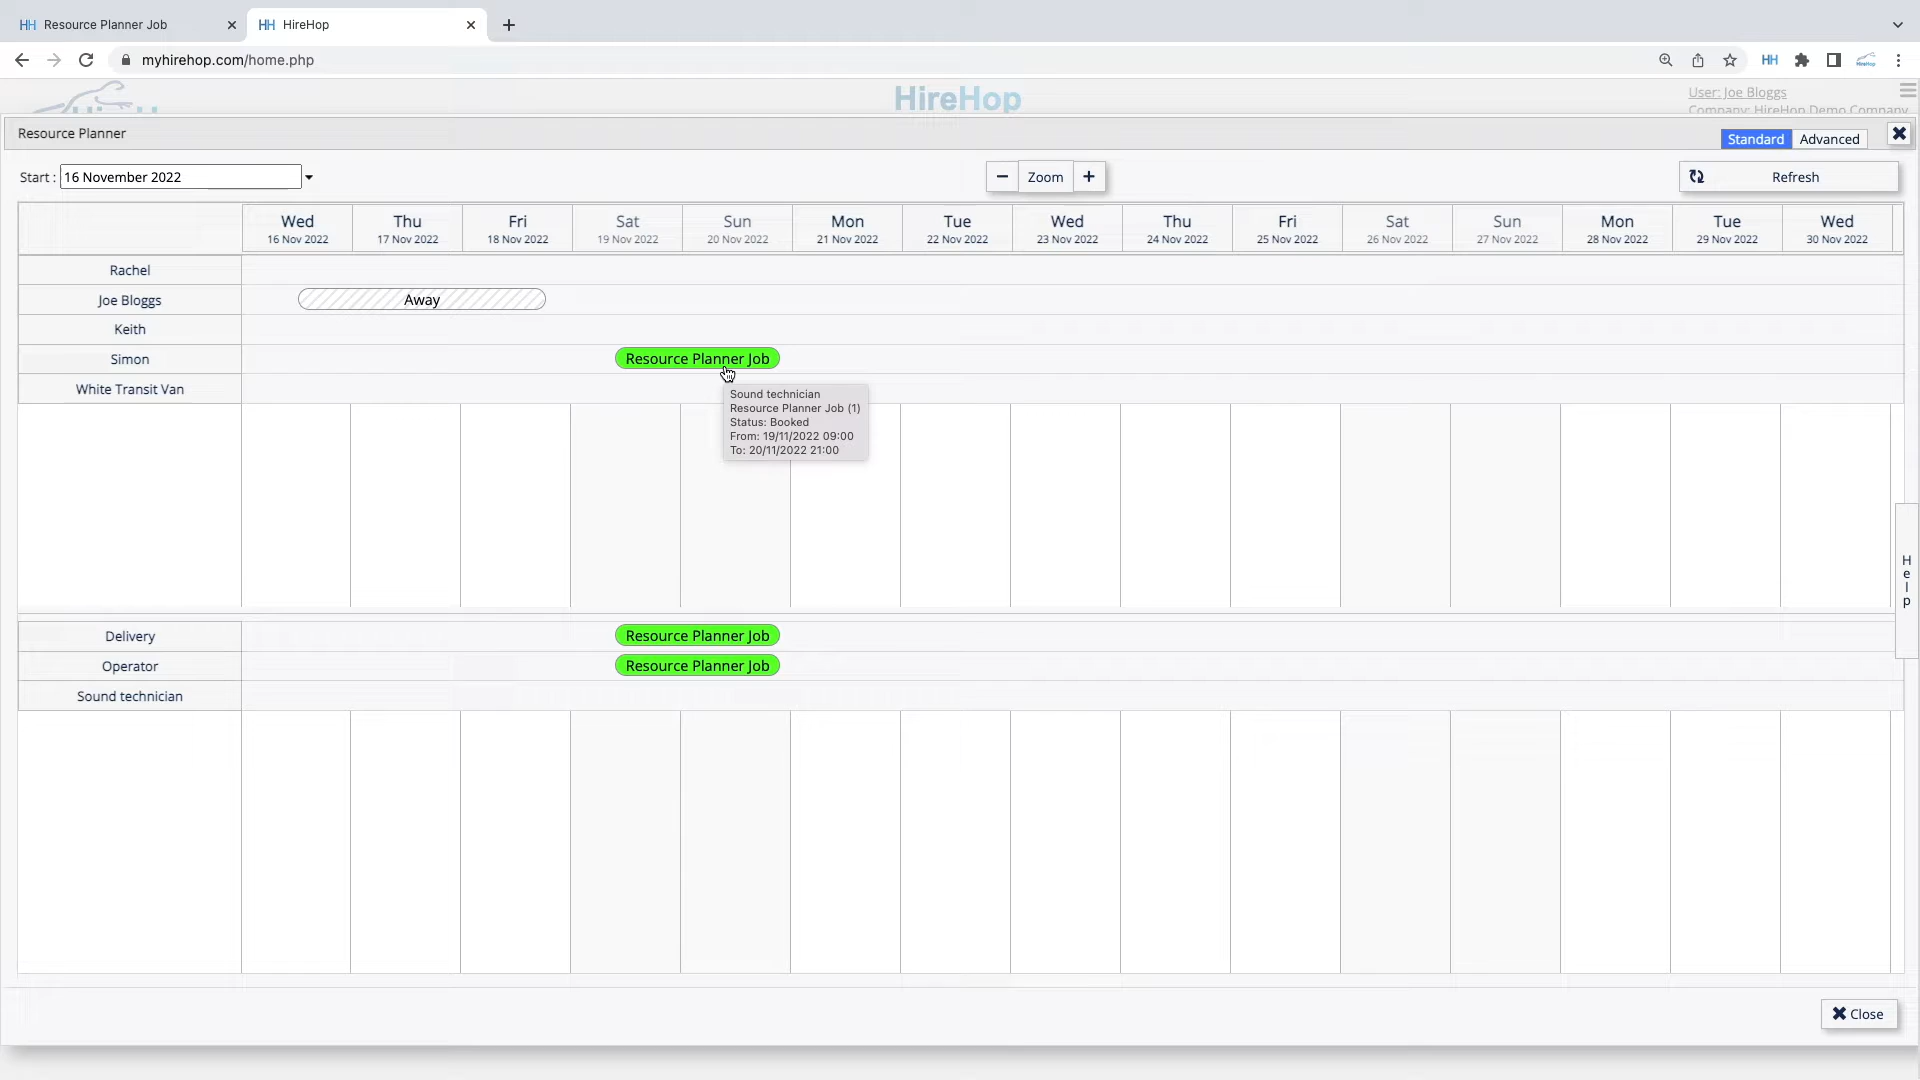 Resource Planner Job
HireHop
myhirehop.com/home.php
HH
HireHop
User: Joe Bloggs
Company: HireHop Demo Company
Resource Planner
Standard
Advanced
Start :
16 November 2022
Zoom
Refresh
Wed Thu Fri Sat Sun Mon Tue Wed Thu Fri Sat Sun Mon Tue Wed
16 Nov 2022 17 Nov 2022 18 Nov 2022 19 Nov 2022 20 Nov 2022 21 Nov 2022 22 Nov 2022 23 Nov 2022 24 Nov 2022 25 Nov 2022 26 Nov 2022 27 Nov 2022 28 Nov 2022 29 Nov 2022 30 Nov 2022
Rachel
Joe Bloggs
Away
Keith
Simon
Resource Planner Job
White Transit Van
Sound technician
Resource Planner Job (1)
Status: Booked
From: 19/11/2022 09:00
To: 20/11/2022 21:00
Help
Delivery
Resource Planner Job
Operator
Resource Planner Job
Sound technician
Close